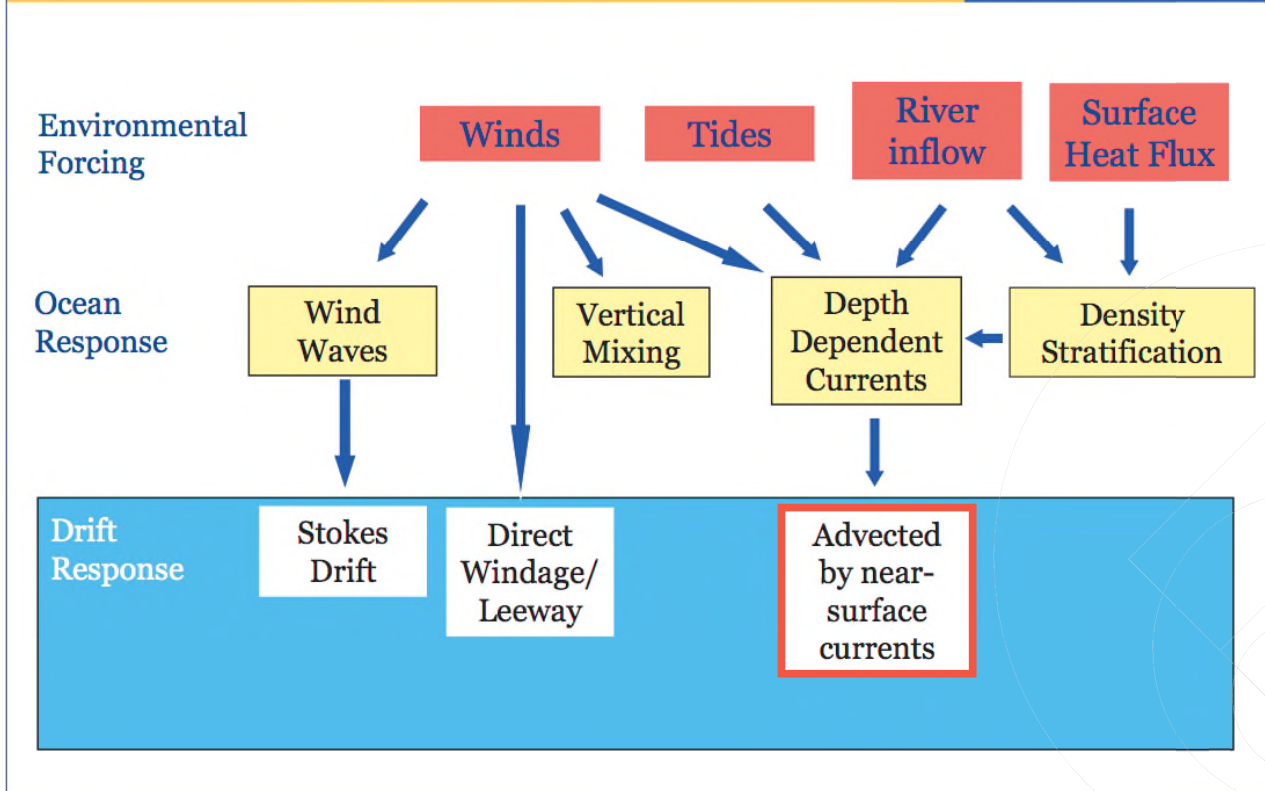 Environmental
Forcing
Winds
Tides
River
inflow
Surface
Heat Flux
Ocean
Response
Wind
Waves
Vertical
Mixing
Depth
Dependent
Currents
Density
Stratification
Drift
Response
Stokes
Drift
Direct
Windage/
Leeway
Advected
by near-
surface
currents